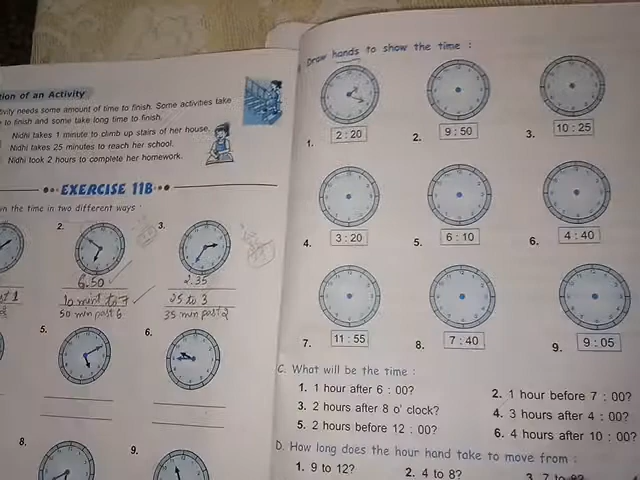 tion of an Activity
tivity needs some amount of time to finish. Some activities take
e to finish and some take long time to finish.
Nidhi takes 1 minute to climb up stairs of her house.
Nidhi takes 25 minutes to reach her school.
Nidhi took 2 hours to complete her homework.
EXERCISE 11B
n the time in two different ways :
2.
3.
6.50
2.35
10 mint to 7
25 to 3
50 min past 6
35 min past 2
5.
6.
8.
9.
Draw hands to show the time :
1. 2 : 20
2. 9 : 50
3. 10 : 25
4. 3 : 20
5. 6 : 10
6. 4 : 40
7. 11 : 55
8. 7 : 40
9. 9 : 05
C. What will be the time :
1. 1 hour after 6 : 00?
2. 1 hour before 7 : 00?
3. 2 hours after 8 o' clock?
4. 3 hours after 4 : 00?
5. 2 hours before 12 : 00?
6. 4 hours after 10 : 00?
D. How long does the hour hand take to move from :
1. 9 to 12?
2. 4 to 8?
3. 7 to